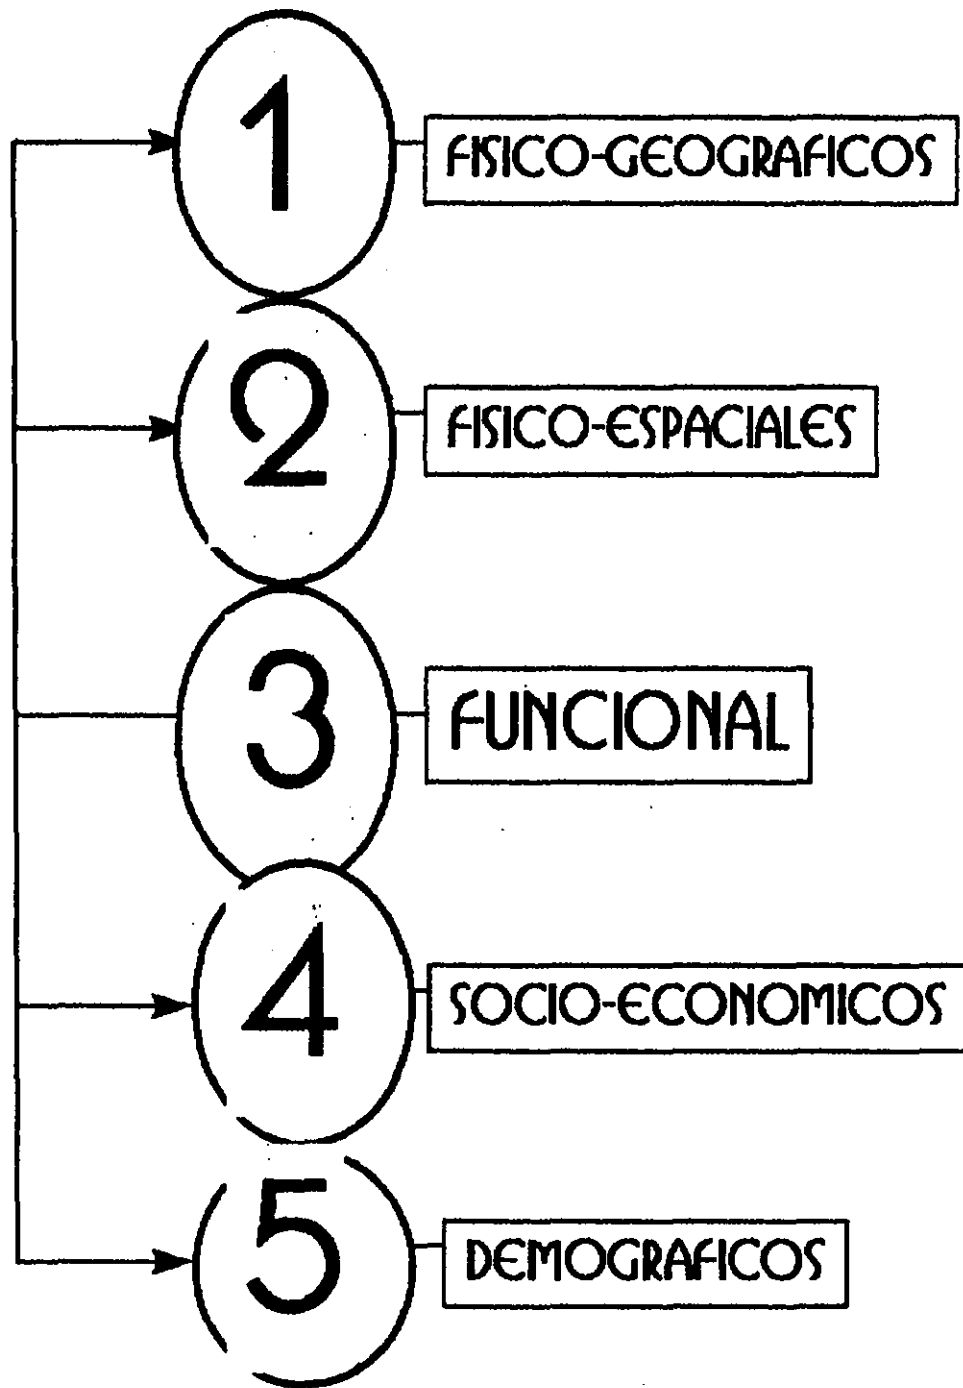 1
FISICO-GEOGRAFICOS
2
FISICO-ESPACIALES
3
FUNCIONAL
4
SOCIO-ECONOMICOS
5
DEMOGRAFICOS